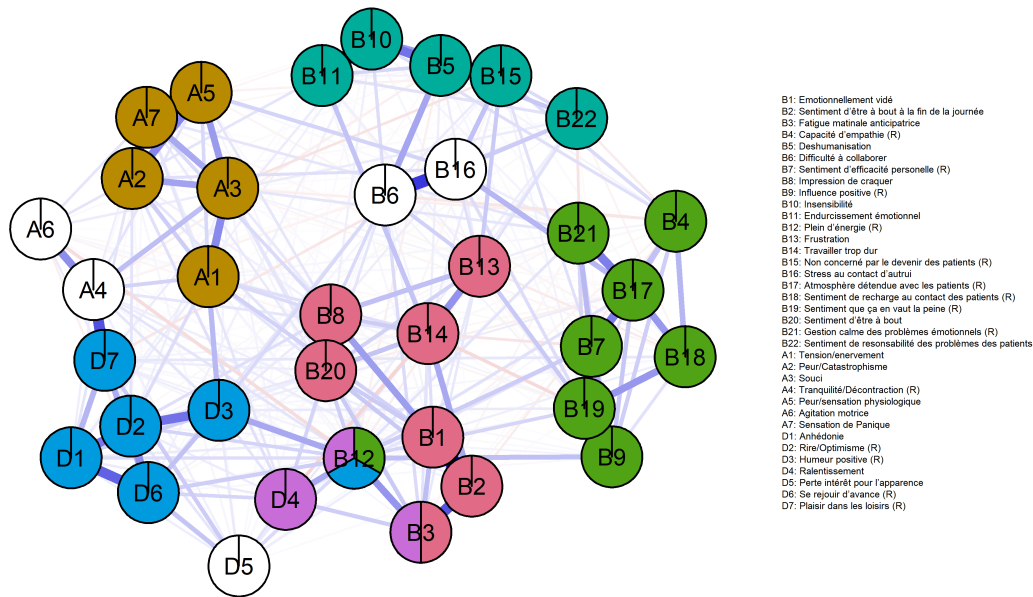 B10
B5
B11
B15
A5
A7
B22
B16
A2
A3
B6
B4
A6
B21
B13
A1
A4
B17
B8
B14
B7
B18
D7
B20
D3
B19
D2
B1
B12
B9
D1
D6
D4
B2
B3
D5
B1: Emotionnellement vidé
B2: Sentiment d'être à bout à la fin de la journée
B3: Fatigue matinale anticipatrice
B4: Capacité d'empathie (R)
B5: Deshumanisation
B6: Difficulté à collaborer
B7: Sentiment d'efficacité personelle (R)
B8: Impression de craquer
B9: Influence positive (R)
B10: Insensibilité
B11: Endurcissement émotionnel
B12: Plein d'énergie (R)
B13: Frustration
B14: Travailler trop dur
B15: Non concerné par le devenir des patients (R)
B16: Stress au contact d'autrui
B17: Atmosphère détendue avec les patients (R)
B18: Sentiment de recharge au contact des patients (R)
B19: Sentiment que ça en vaut la peine (R)
B20: Sentiment d'être à bout
B21: Gestion calme des problèmes émotionnels (R)
B22: Sentiment de resonsabilité des problèmes des patients
A1: Tension/enervement
A2: Peur/Catastrophisme
A3: Souci
A4: Tranquilité/Décontraction (R)
A5: Peur/sensation physiologique
A6: Agitation motrice
A7: Sensation de Panique
D1: Anhédonie
D2: Rire/Optimisme (R)
D3: Humeur positive (R)
D4: Ralentissement
D5: Perte intérêt pour l'apparence
D6: Se rejouir d'avance (R)
D7: Plaisir dans les loisirs (R)